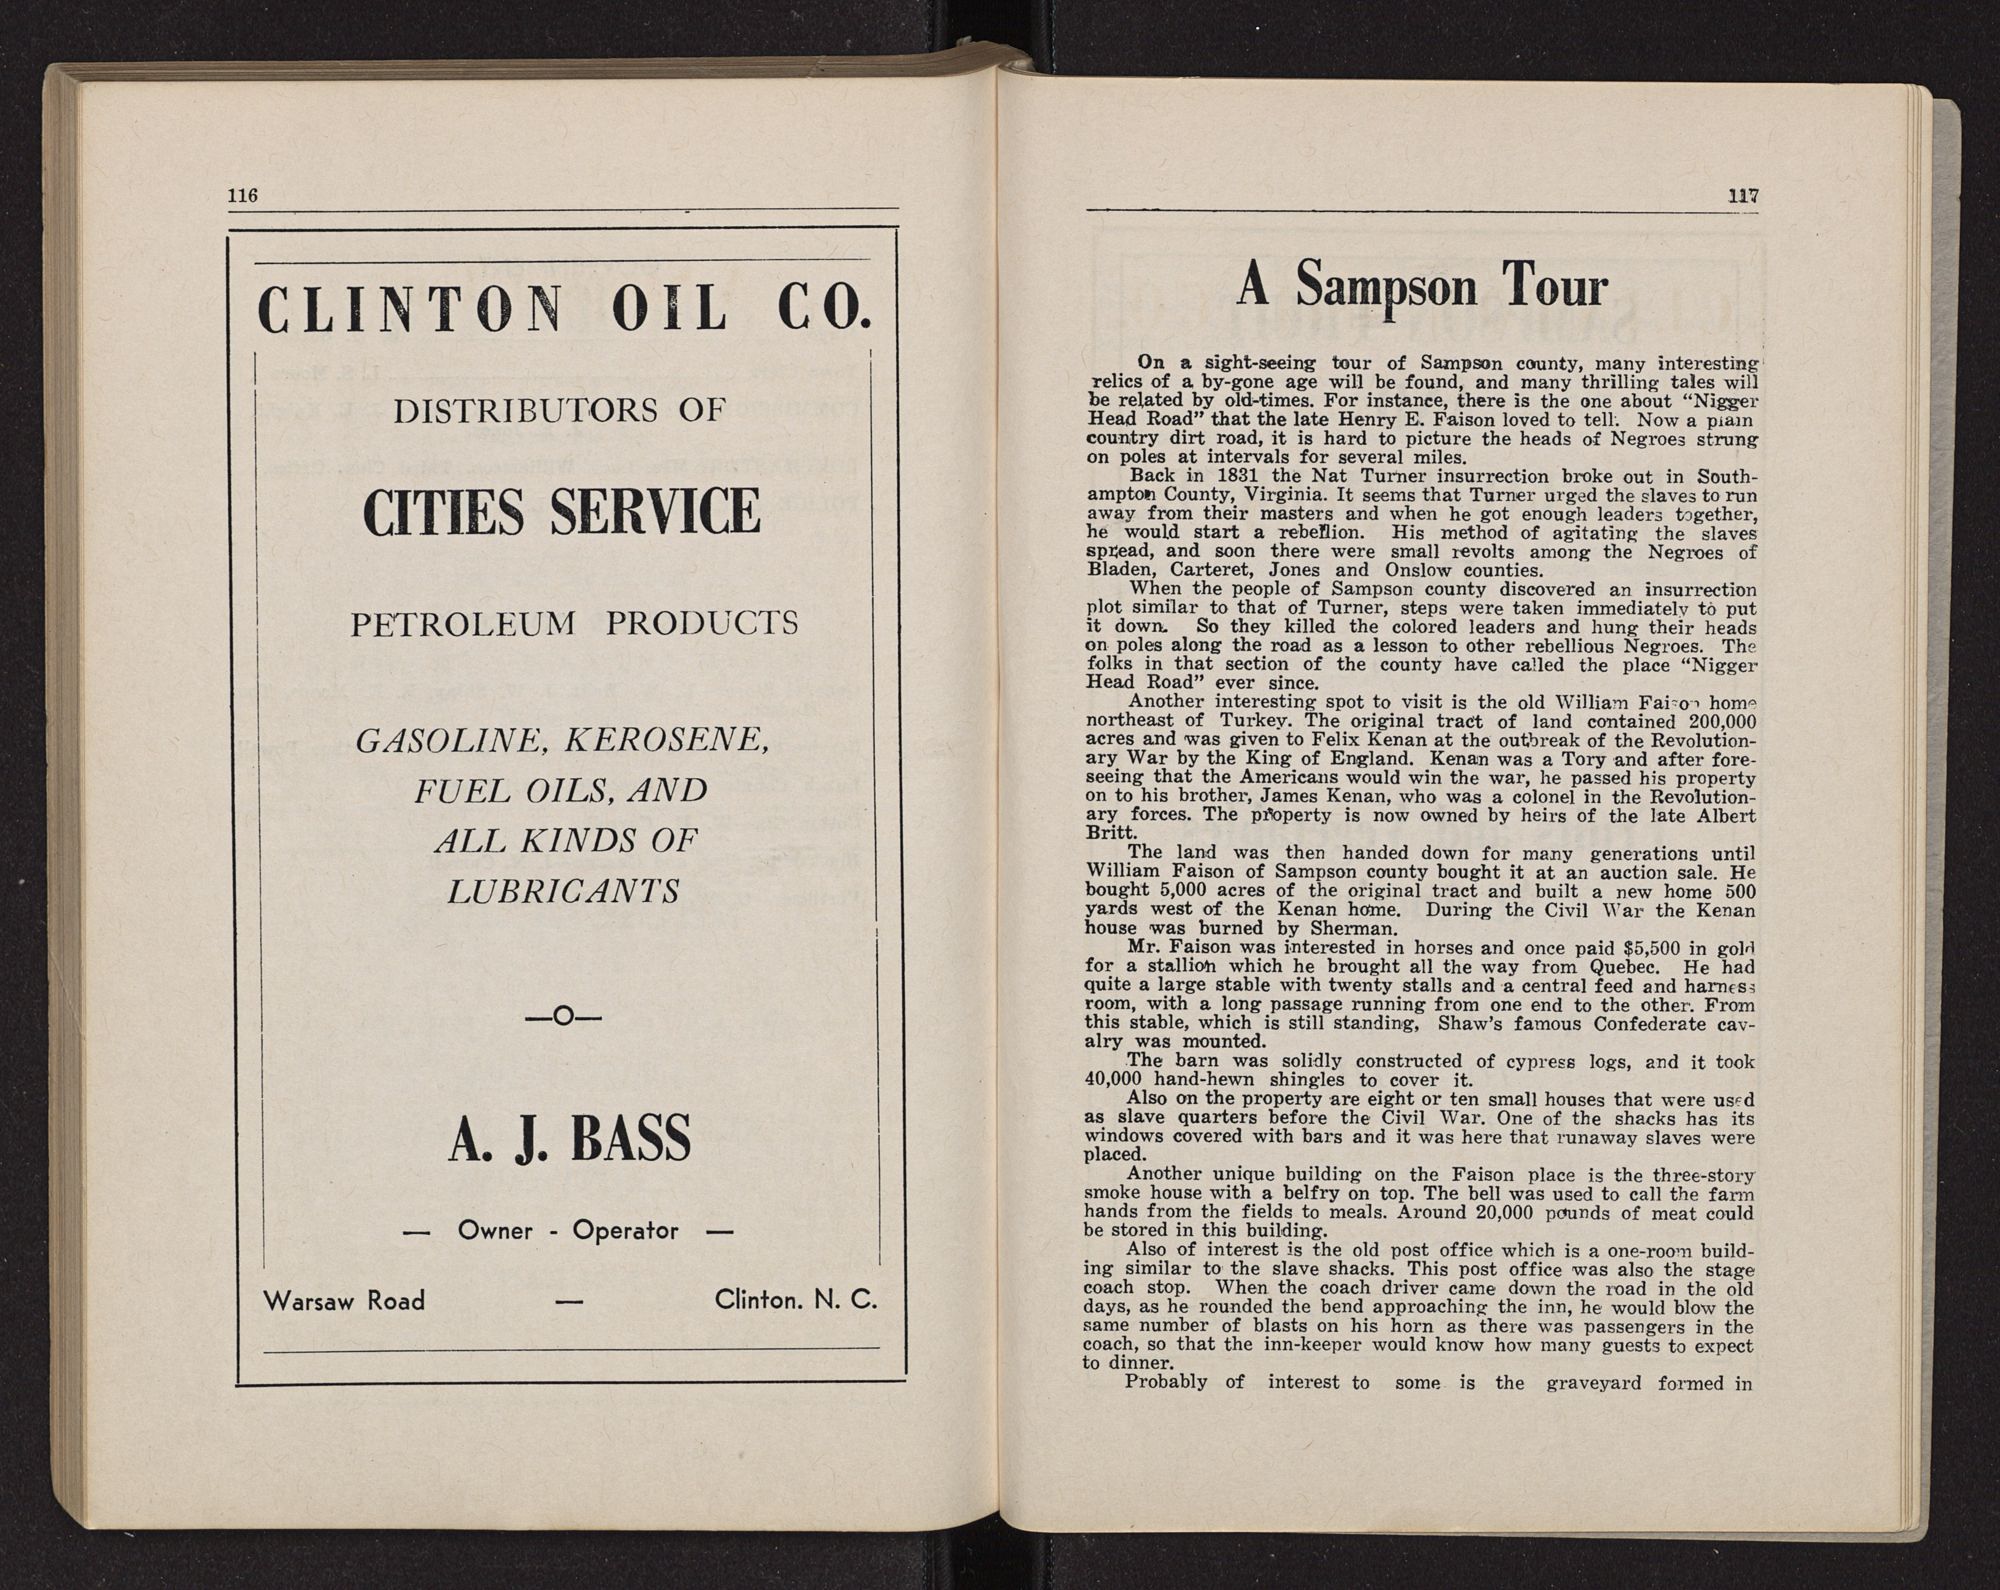 116
CLINTON OIL CO.
DISTRIBUTORS OF
CITIES SERVICE
PETROLEUM PRODUCTS
GASOLINE, KEROSENE,
FUEL OILS, AND
ALL KINDS OF
LUBRICANTS
—O—
A. J. BASS
— Owner - Operator —
Warsaw Road — Clinton. N. C.
117
A Sampson Tour
On a sight-seeing tour of Sampson county, many interesting
relics of a by-gone age will be found, and many thrilling tales will
be related by old-times. For instance, there is the one about “Nigger
Head Road” that the late Henry E. Faison loved to tell. Now a plain
country dirt road, it is hard to picture the heads of Negroes strung
on poles at intervals for several miles.
Back in 1831 the Nat Turner insurrection broke out in South-
ampton County, Virginia. It seems that Turner urged the slaves to run
away from their masters and when he got enough leaders together,
he would start a rebellion. His method of agitating the slaves
spread, and soon there were small revolts among the Negroes of
Bladen, Carteret, Jones and Onslow counties.
When the people of Sampson county discovered an insurrection
plot similar to that of Turner, steps were taken immediately to put
it down. So they killed the colored leaders and hung their heads
on poles along the road as a lesson to other rebellious Negroes. The
folks in that section of the county have called the place “Nigger
Head Road” ever since.
Another interesting spot to visit is the old William Faison home
northeast of Turkey. The original tract of land contained 200,000
acres and was given to Felix Kenan at the outbreak of the Revolution-
ary War by the King of England. Kenan was a Tory and after fore-
seeing that the Americans would win the war, he passed his property
on to his brother, James Kenan, who was a colonel in the Revolution-
ary forces. The property is now owned by heirs of the late Albert
Britt.
The land was then handed down for many generations until
William Faison of Sampson county bought it at an auction sale. He
bought 5,000 acres of the original tract and built a new home 500
yards west of the Kenan home. During the Civil War the Kenan
house was burned by Sherman.
Mr. Faison was interested in horses and once paid $5,500 in gold
for a stallion which he brought all the way from Quebec. He had
quite a large stable with twenty stalls and a central feed and harness
room, with a long passage running from one end to the other. From
this stable, which is still standing, Shaw’s famous Confederate cav-
alry was mounted.
The barn was solidly constructed of cypress logs, and it took
40,000 hand-hewn shingles to cover it.
Also on the property are eight or ten small houses that were used
as slave quarters before the Civil War. One of the shacks has its
windows covered with bars and it was here that runaway slaves were
placed.
Another unique building on the Faison place is the three-story
smoke house with a belfry on top. The bell was used to call the farm
hands from the fields to meals. Around 20,000 pounds of meat could
be stored in this building.
Also of interest is the old post office which is a one-room build-
ing similar to the slave shacks. This post office was also the stage
coach stop. When the coach driver came down the road in the old
days, as he rounded the bend approaching the inn, he would blow the
same number of blasts on his horn as there was passengers in the
coach, so that the inn-keeper would know how many guests to expect
to dinner.
Probably of interest to some is the graveyard formed in